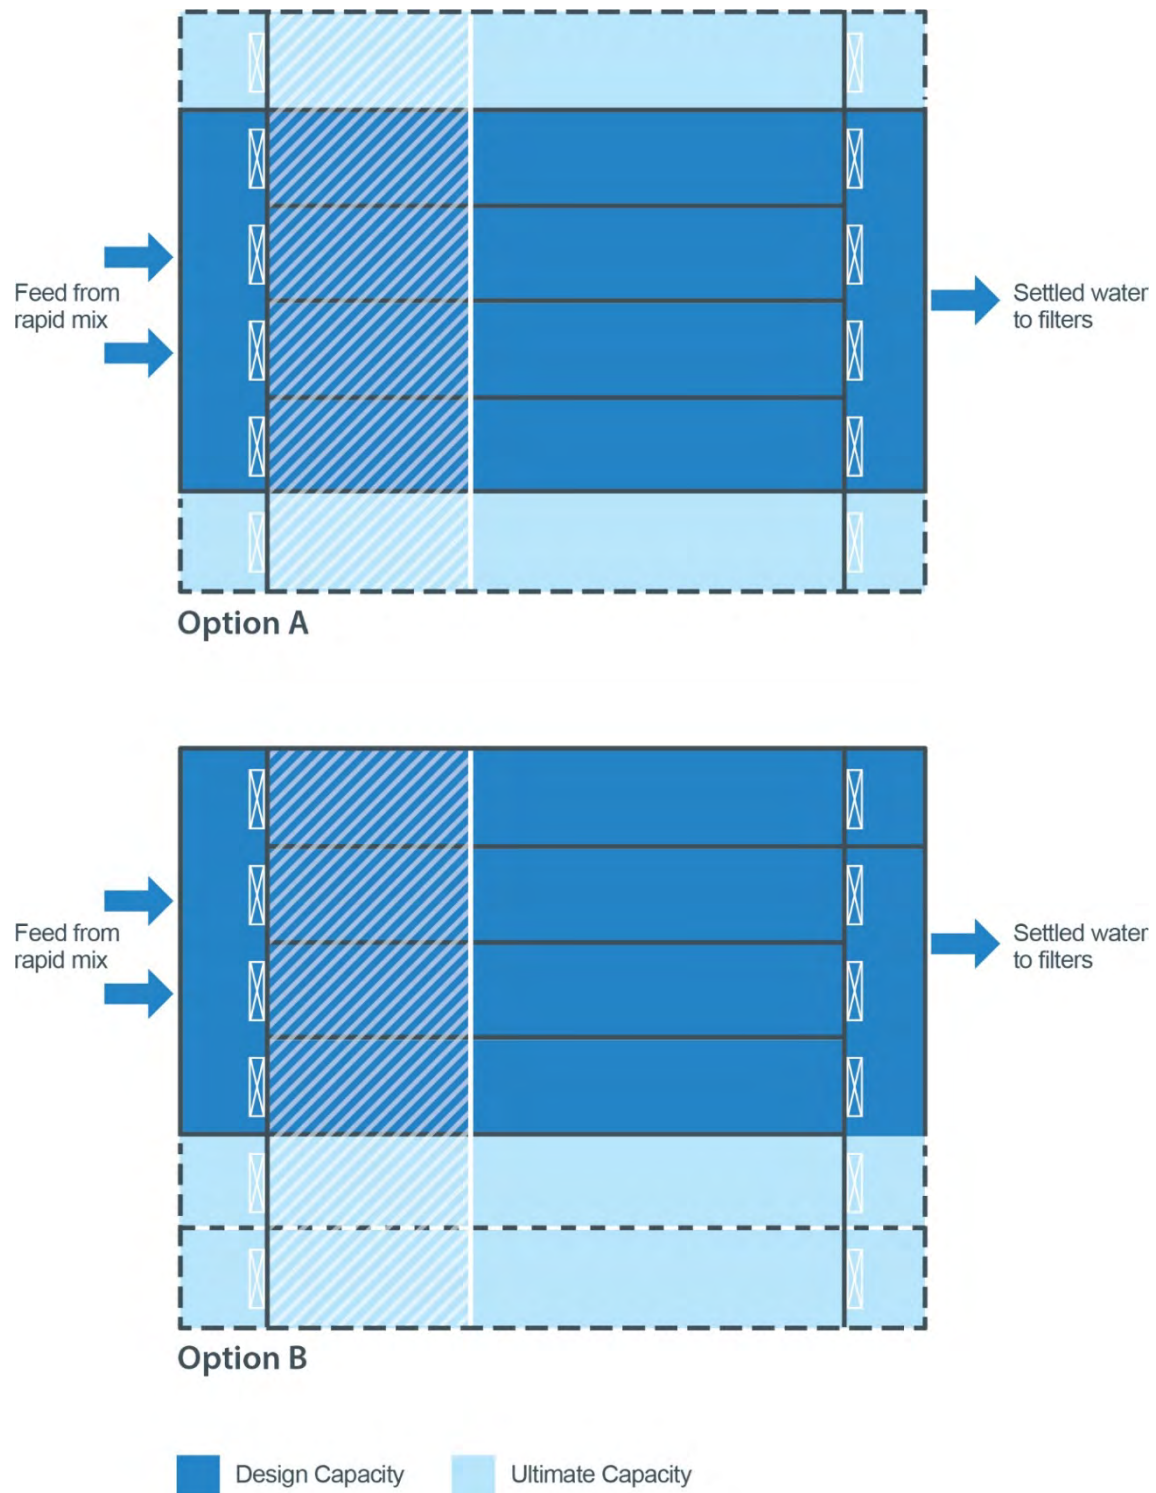 Feed from
rapid mix
Settled water
to filters
Option A
Feed from
rapid mix
Settled water
to filters
Option B
Design Capacity
Ultimate Capacity